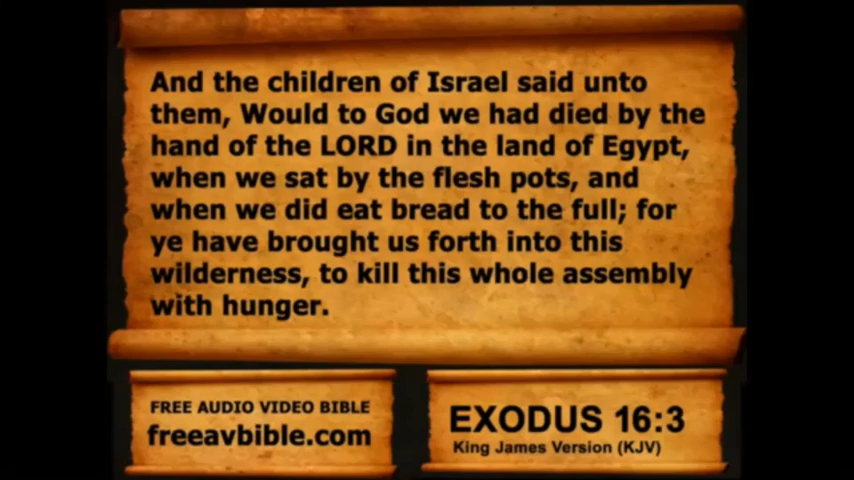 And the children of Israel said unto
them, Would to God we had died by the
hand of the LORD in the land of Egypt,
when we sat by the flesh pots, and
when we did eat bread to the full; for
ye have brought us forth into this
wilderness, to kill this whole assembly
with hunger.
FREE AUDIO VIDEO BIBLE
freeavbible.com
EXODUS 16:3
King James Version (KJV)